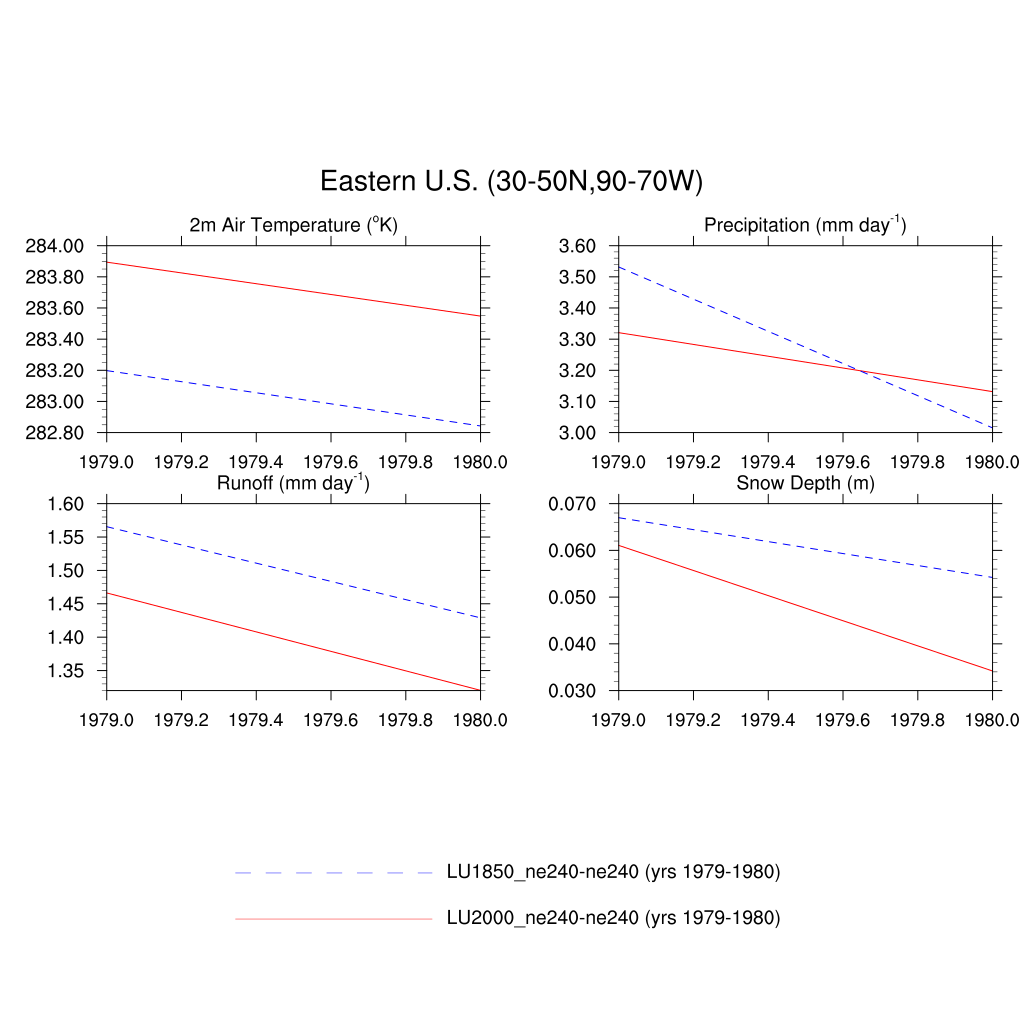 Eastern U.S. (30-50N,90-70W)
2m Air Temperature (°K)
284.00
283.80
283.60
283.40
283.20
283.00
282.80
1979.0 1979.2 1979.4 1979.6 1979.8 1980.0
Precipitation (mm day⁻¹)
3.60
3.50
3.40
3.30
3.20
3.10
3.00
1979.0 1979.2 1979.4 1979.6 1979.8 1980.0
Runoff (mm day⁻¹)
1.60
1.55
1.50
1.45
1.40
1.35
1979.0 1979.2 1979.4 1979.6 1979.8 1980.0
Snow Depth (m)
0.070
0.060
0.050
0.040
0.030
1979.0 1979.2 1979.4 1979.6 1979.8 1980.0
LU1850_ne240-ne240 (yrs 1979-1980)
LU2000_ne240-ne240 (yrs 1979-1980)